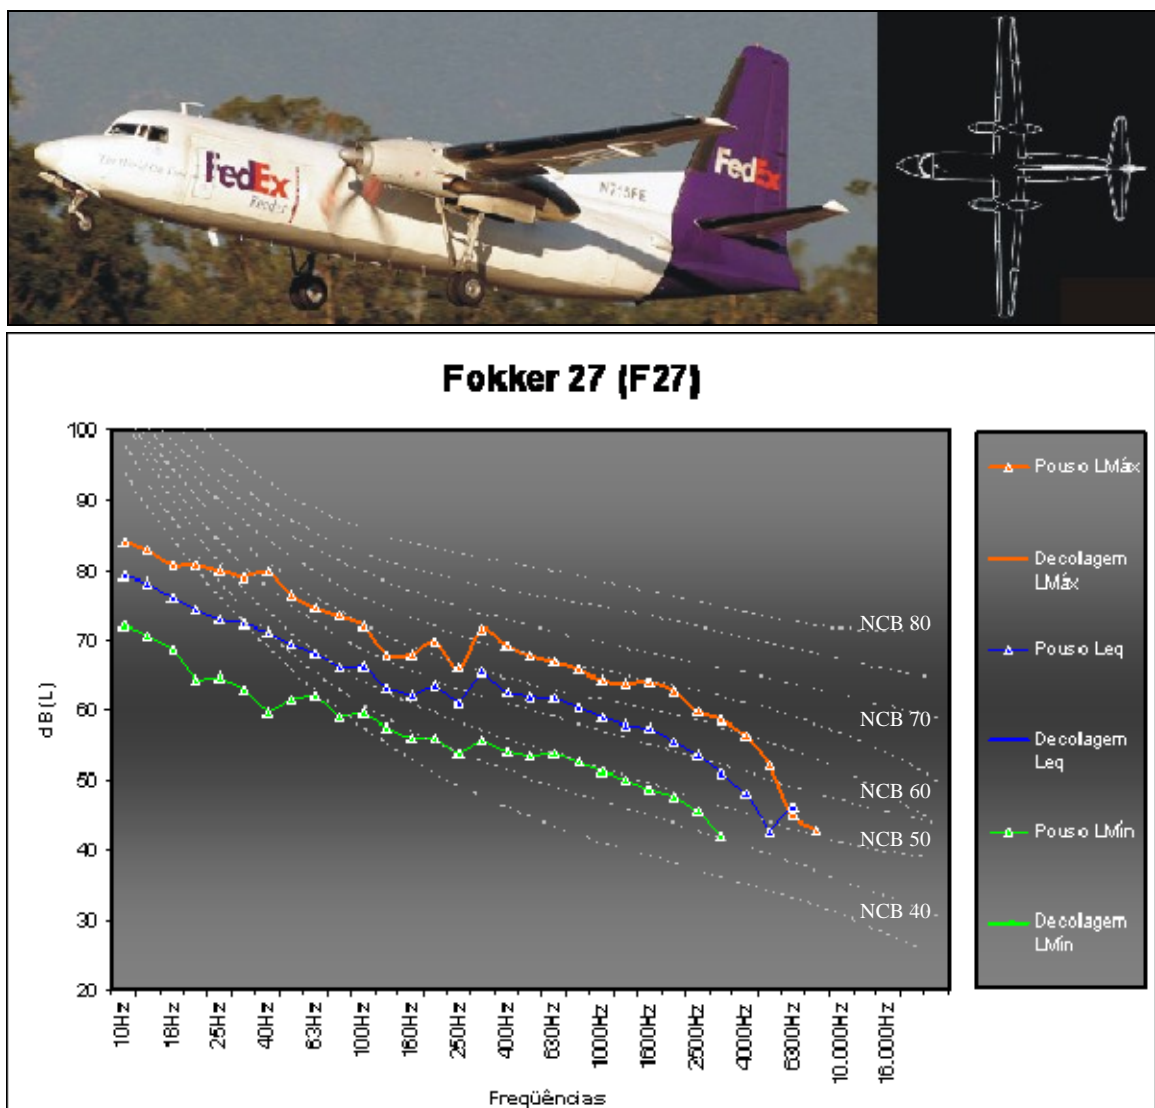 FedEx
Feeder
N715FE
FedEx
Fokker 27 (F27)
100
90
80
70
60
50
40
30
20
dB(L)
NCB 80
NCB 70
NCB 60
NCB 50
NCB 40
10Hz
16Hz
25Hz
40Hz
63Hz
100Hz
160Hz
250Hz
400Hz
630Hz
1000Hz
1600Hz
2500Hz
4000Hz
6300Hz
10.000Hz
16.000Hz
Freqüências
Pouso LMáx
Decolagem
LMáx
Pouso Leq
Decolagem
Leq
Pouso LMín
Decolagem
LMín